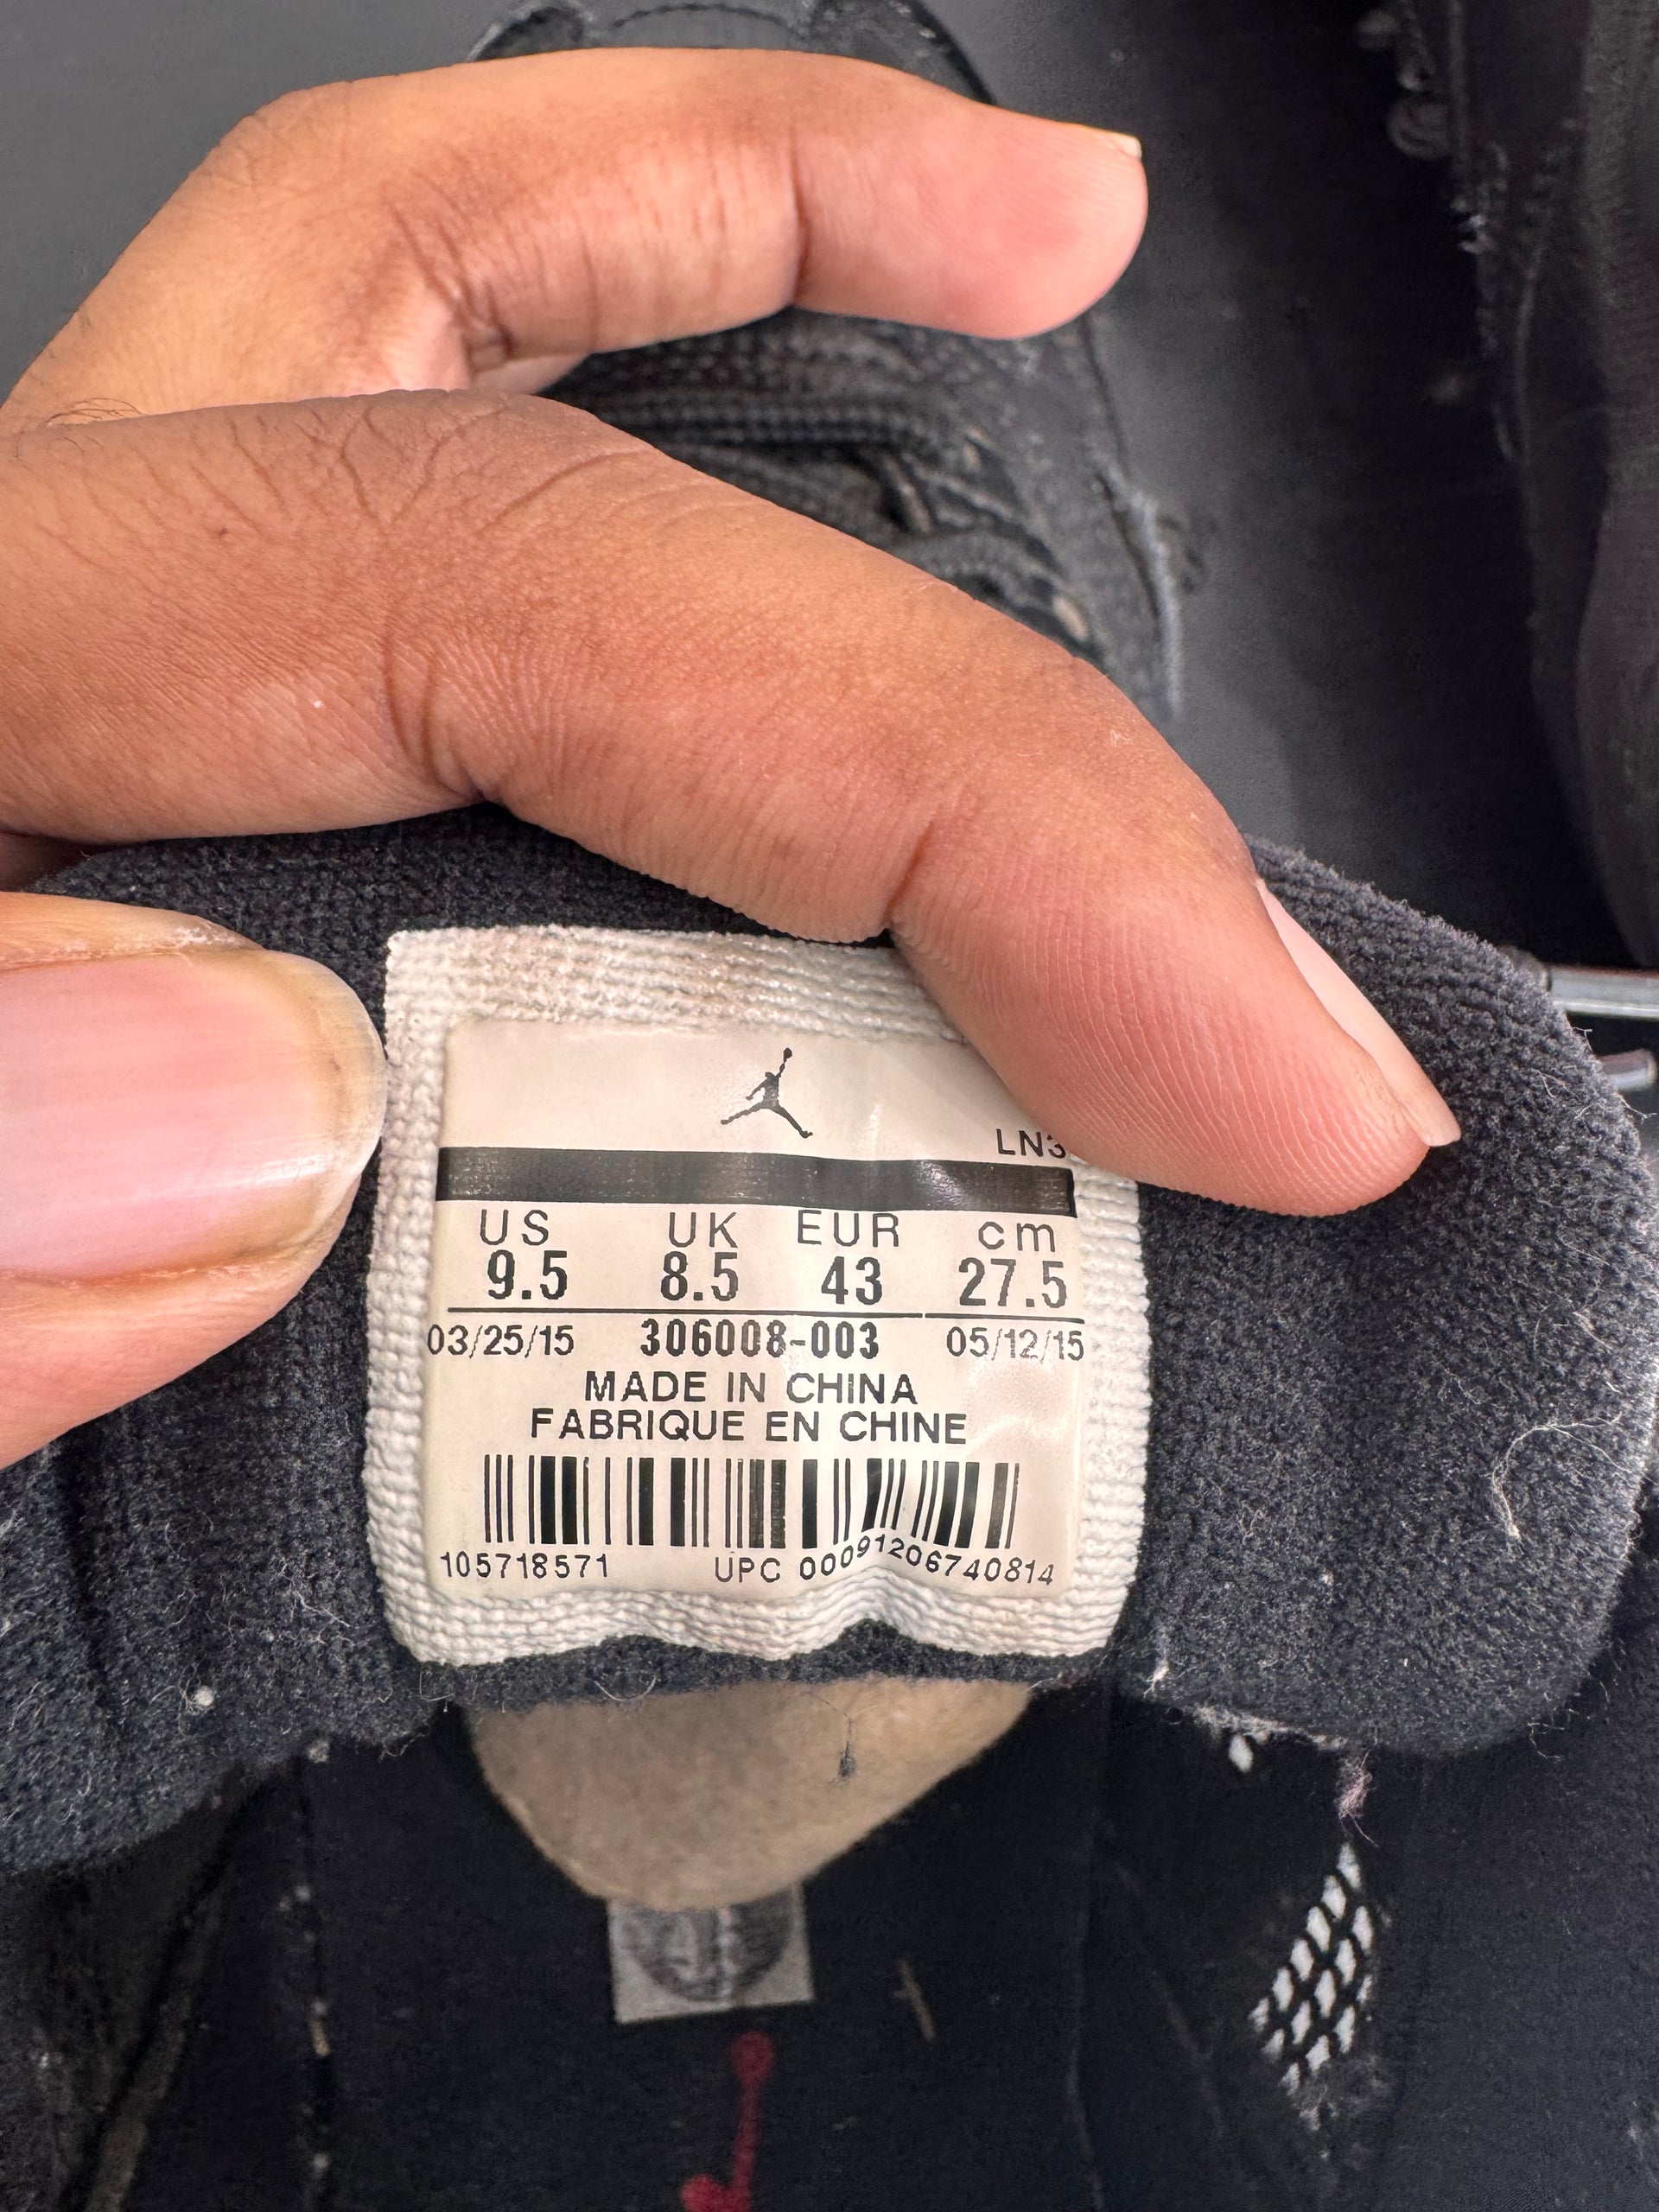 LN3
US UK EUR cm
9.5 8.5 43 27.5
03/25/15 306008-003 05/12/15
MADE IN CHINA
FABRIQUE EN CHINE
105718571 UPC 00091206740814